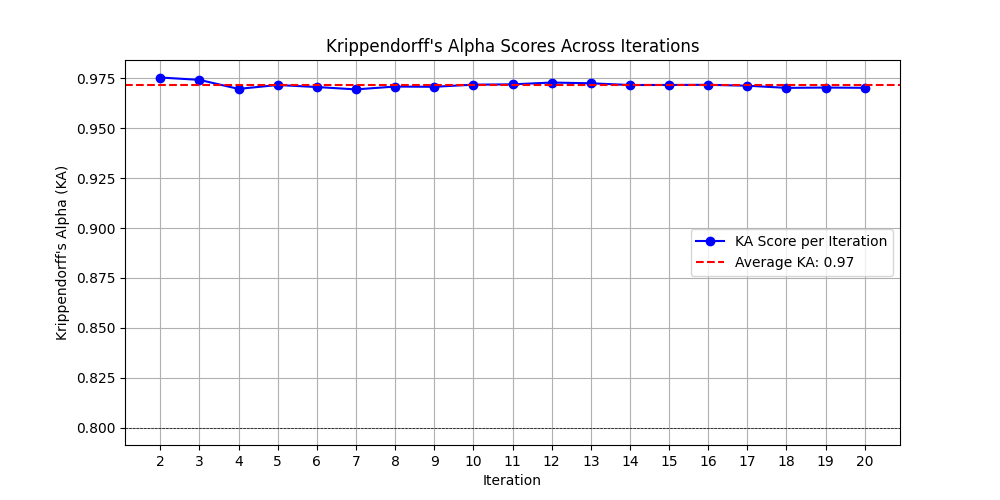 Krippendorff's Alpha Scores Across Iterations
Krippendorff's Alpha (KA)
0.975
0.950
0.925
0.900
0.875
0.850
0.825
0.800
KA Score per Iteration
Average KA: 0.97
2 3 4 5 6 7 8 9 10 11 12 13 14 15 16 17 18 19 20
Iteration